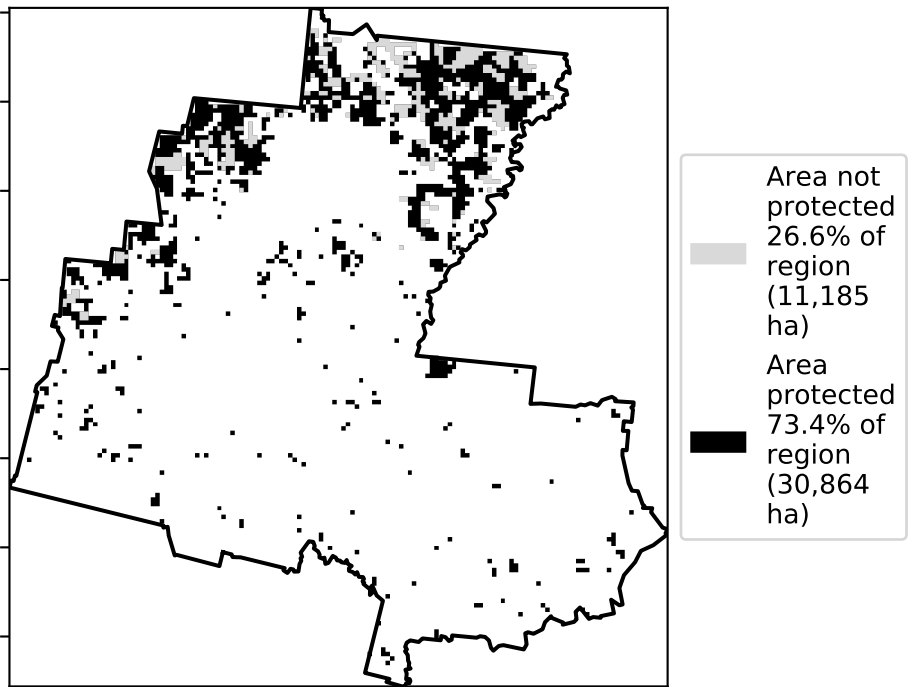 Area not
protected
26.6% of
region
(11,185
ha)
Area
protected
73.4% of
region
(30,864
ha)